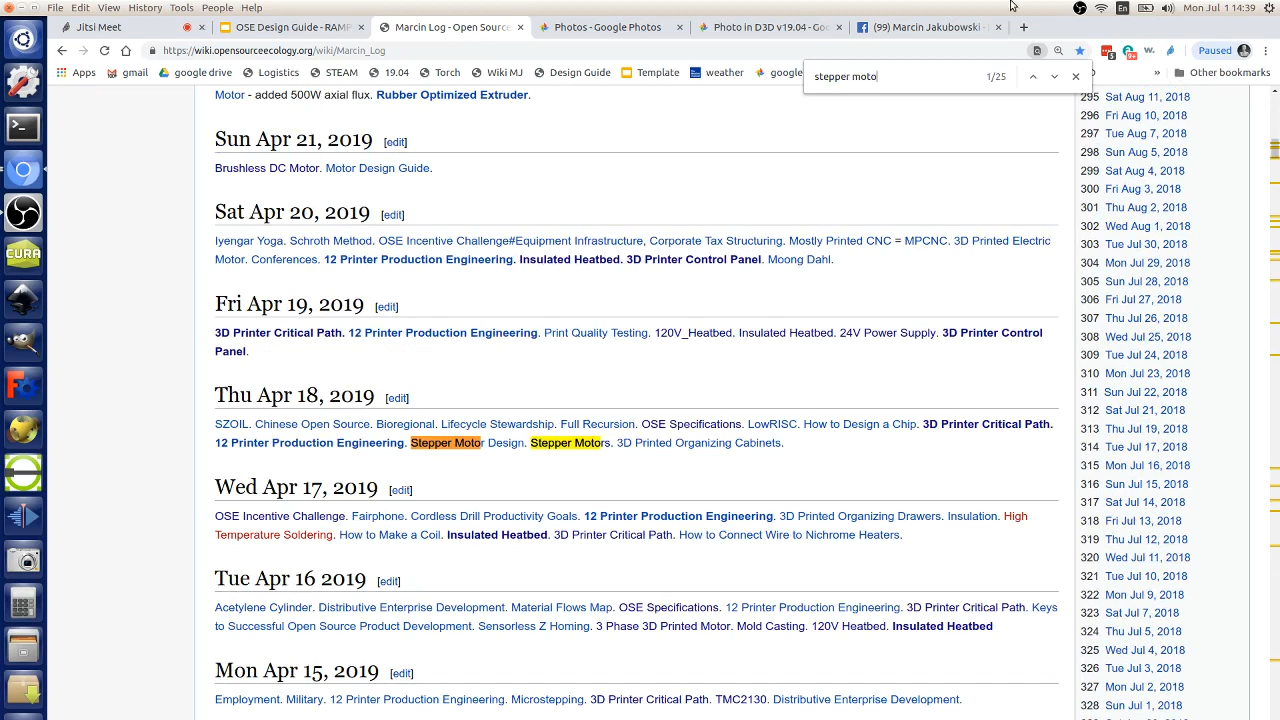 File Edit View History Bookmarks Tools People Help
En
Mon Jul 1 14:39
Jitsi Meet
OSE Design Guide - RAMP
Marcin Log - OpenSource
Photos - Google Photos
Photo In D3D v19.04 - Go
(99) Marcin Jakubowski -
https://wiki.opensourceecology.org/wiki/Marcin_Log
Paused
Apps gmail google drive Logistics STEAM 19.04 Torch Wiki MJ Design Guide Template weather google
» Other bookmarks
stepper moto 1/25
Motor - added 500W axial flux. Rubber Optimized Extruder.
Sun Apr 21, 2019 [edit]
Brushless DC Motor. Motor Design Guide.
Sat Apr 20, 2019 [edit]
Iyengar Yoga. Schroth Method. OSE Incentive Challenge#Equipment Infrastructure, Corporate Tax Structuring. Mostly Printed CNC = MPCNC. 3D Printed Electric
Motor. Conferences. 12 Printer Production Engineering. Insulated Heatbed. 3D Printer Control Panel. Moong Dahl.
Fri Apr 19, 2019 [edit]
3D Printer Critical Path. 12 Printer Production Engineering. Print Quality Testing. 120V_Heatbed. Insulated Heatbed. 24V Power Supply. 3D Printer Control
Panel.
Thu Apr 18, 2019 [edit]
SZOIL. Chinese Open Source. Bioregional. Lifecycle Stewardship. Full Recursion. OSE Specifications. LowRISC. How to Design a Chip. 3D Printer Critical Path.
12 Printer Production Engineering. Stepper Motor Design. Stepper Motors. 3D Printed Organizing Cabinets.
Wed Apr 17, 2019 [edit]
OSE Incentive Challenge. Fairphone. Cordless Drill Productivity Goals. 12 Printer Production Engineering. 3D Printed Organizing Drawers. Insulation. High
Temperature Soldering. How to Make a Coil. Insulated Heatbed. 3D Printer Critical Path. How to Connect Wire to Nichrome Heaters.
Tue Apr 16 2019 [edit]
Acetylene Cylinder. Distributive Enterprise Development. Material Flows Map. OSE Specifications. 12 Printer Production Engineering. 3D Printer Critical Path. Keys
to Successful Open Source Product Development. Sensorless Z Homing. 3 Phase 3D Printed Motor. Mold Casting. 120V Heatbed. Insulated Heatbed
Mon Apr 15, 2019 [edit]
Employment. Military. 12 Printer Production Engineering. Microstepping. 3D Printer Critical Path. TMC2130. Distributive Enterprise Development.
295 Sat Aug 11, 2018
296 Fri Aug 10, 2018
297 Tue Aug 7, 2018
298 Sun Aug 5, 2018
299 Sat Aug 4, 2018
300 Fri Aug 3, 2018
301 Thu Aug 2, 2018
302 Wed Aug 1, 2018
303 Tue Jul 30, 2018
304 Mon Jul 29, 2018
305 Sun Jul 28, 2018
306 Fri Jul 27, 2018
307 Thu Jul 26, 2018
308 Wed Jul 25, 2018
309 Tue Jul 24, 2018
310 Mon Jul 23, 2018
311 Sun Jul 22, 2018
312 Sat Jul 21, 2018
313 Thu Jul 19, 2018
314 Tue Jul 17, 2018
315 Mon Jul 16, 2018
316 Sun Jul 15, 2018
317 Sat Jul 14, 2018
318 Fri Jul 13, 2018
319 Thu Jul 12, 2018
320 Wed Jul 11, 2018
321 Tue Jul 10, 2018
322 Mon Jul 9, 2018
323 Sat Jul 7, 2018
324 Thu Jul 5, 2018
325 Wed Jul 4, 2018
326 Tue Jul 3, 2018
327 Mon Jul 2, 2018
328 Sun Jul 1, 2018
CURA